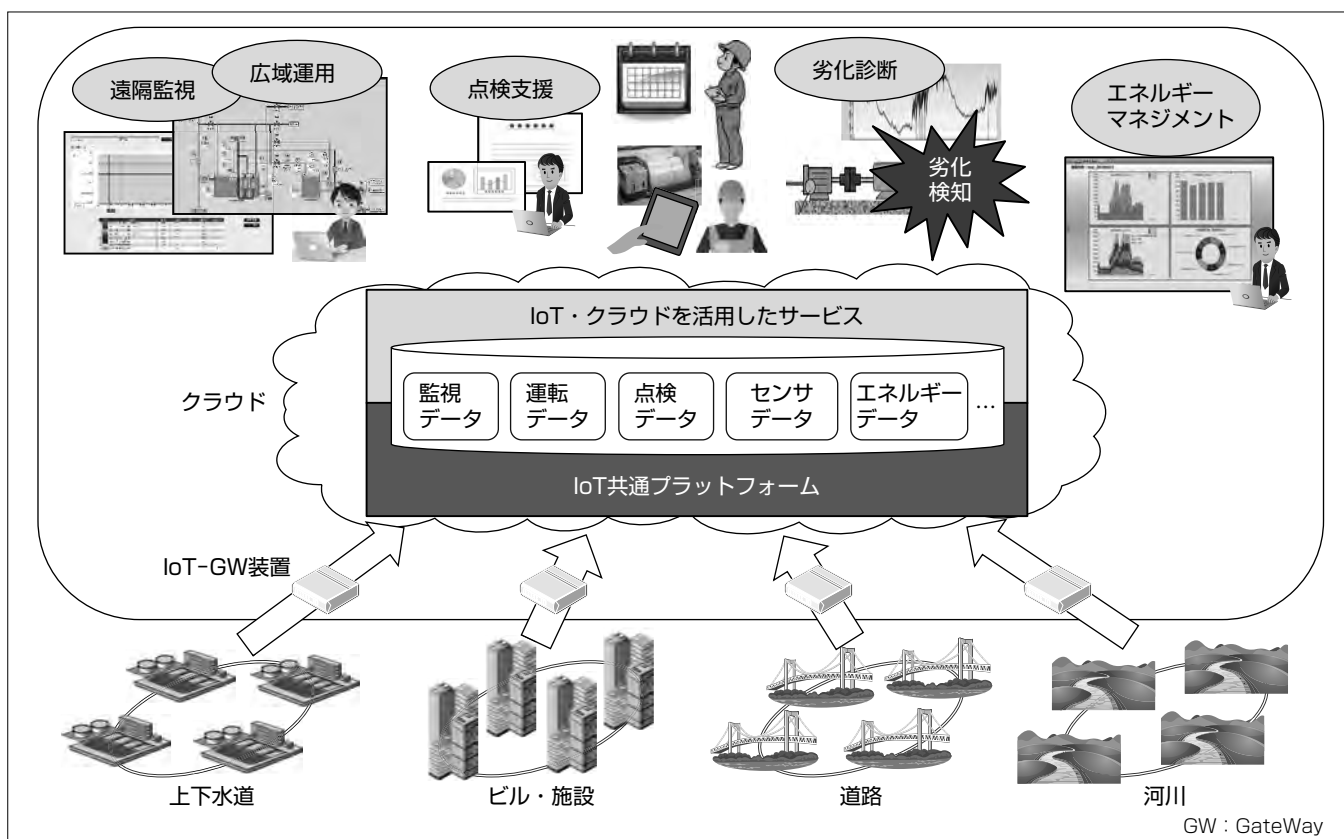 遠隔監視
広域運用
点検支援
劣化診断
エネルギー
マネジメント
劣化
検知
IoT・クラウドを活用したサービス
クラウド
監視
データ
運転
データ
点検
データ
センサ
データ
エネルギー
データ
…
IoT共通プラットフォーム
IoT-GW装置
上下水道
ビル・施設
道路
河川
GW：GateWay